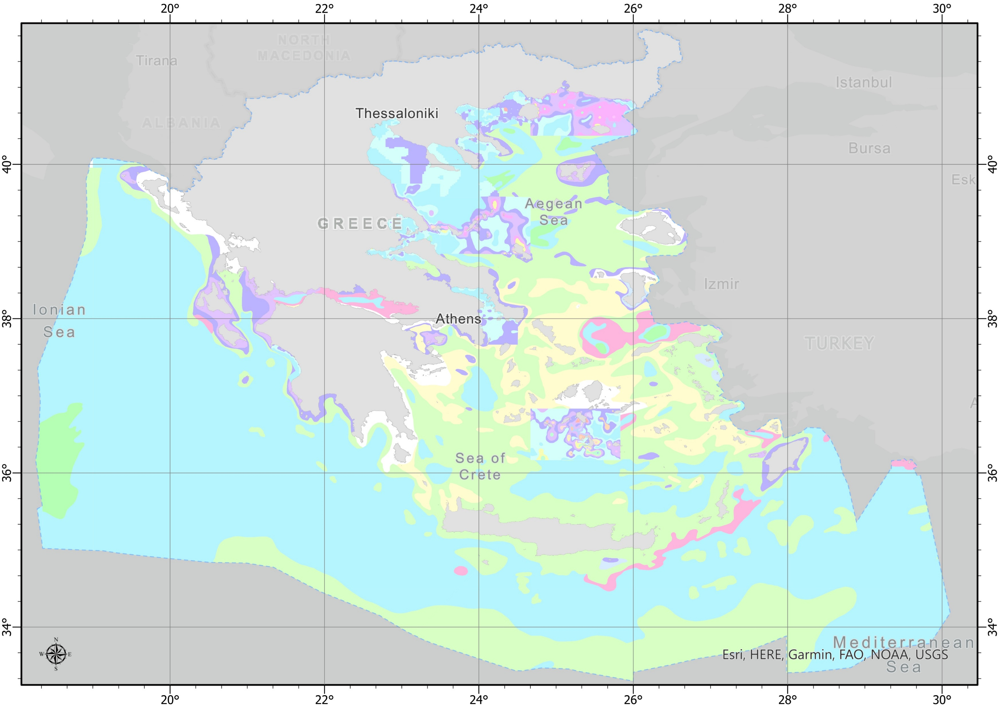 20° 22° 24° 26° 28° 30°
NORTH
MACEDONIA
Tirana
Istanbul
Thessaloniki
ALBANIA
Bursa
40° 40°
Esk
Aegean
Sea
GREECE
Izmir
Ionian
Sea
Athens
38° 38°
TURKEY
A
Sea of
Crete
36° 36°
34° 34°
Mediterranean
Sea
Esri, HERE, Garmin, FAO, NOAA, USGS
N
W E
S
20° 22° 24° 26° 28° 30°